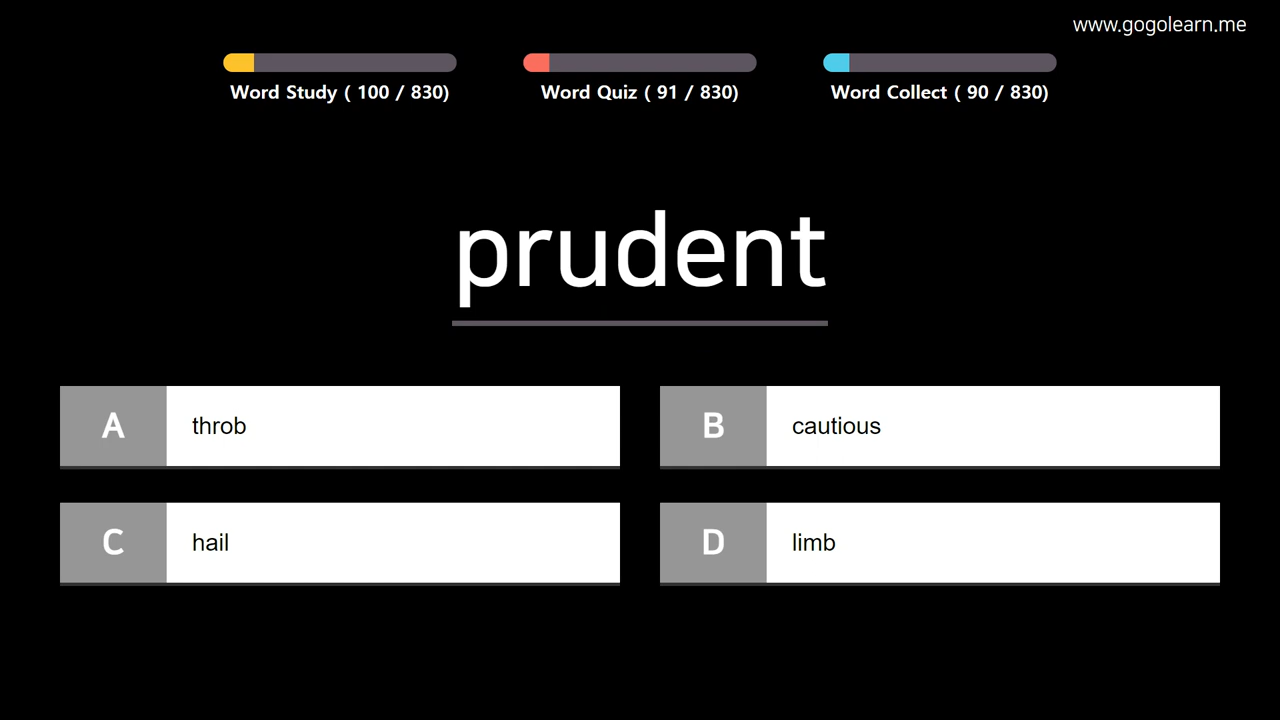 www.gogolearn.me
Word Study ( 100 / 830)
Word Quiz ( 91 / 830)
Word Collect ( 90 / 830)
prudent
A throb
B cautious
C hail
D limb